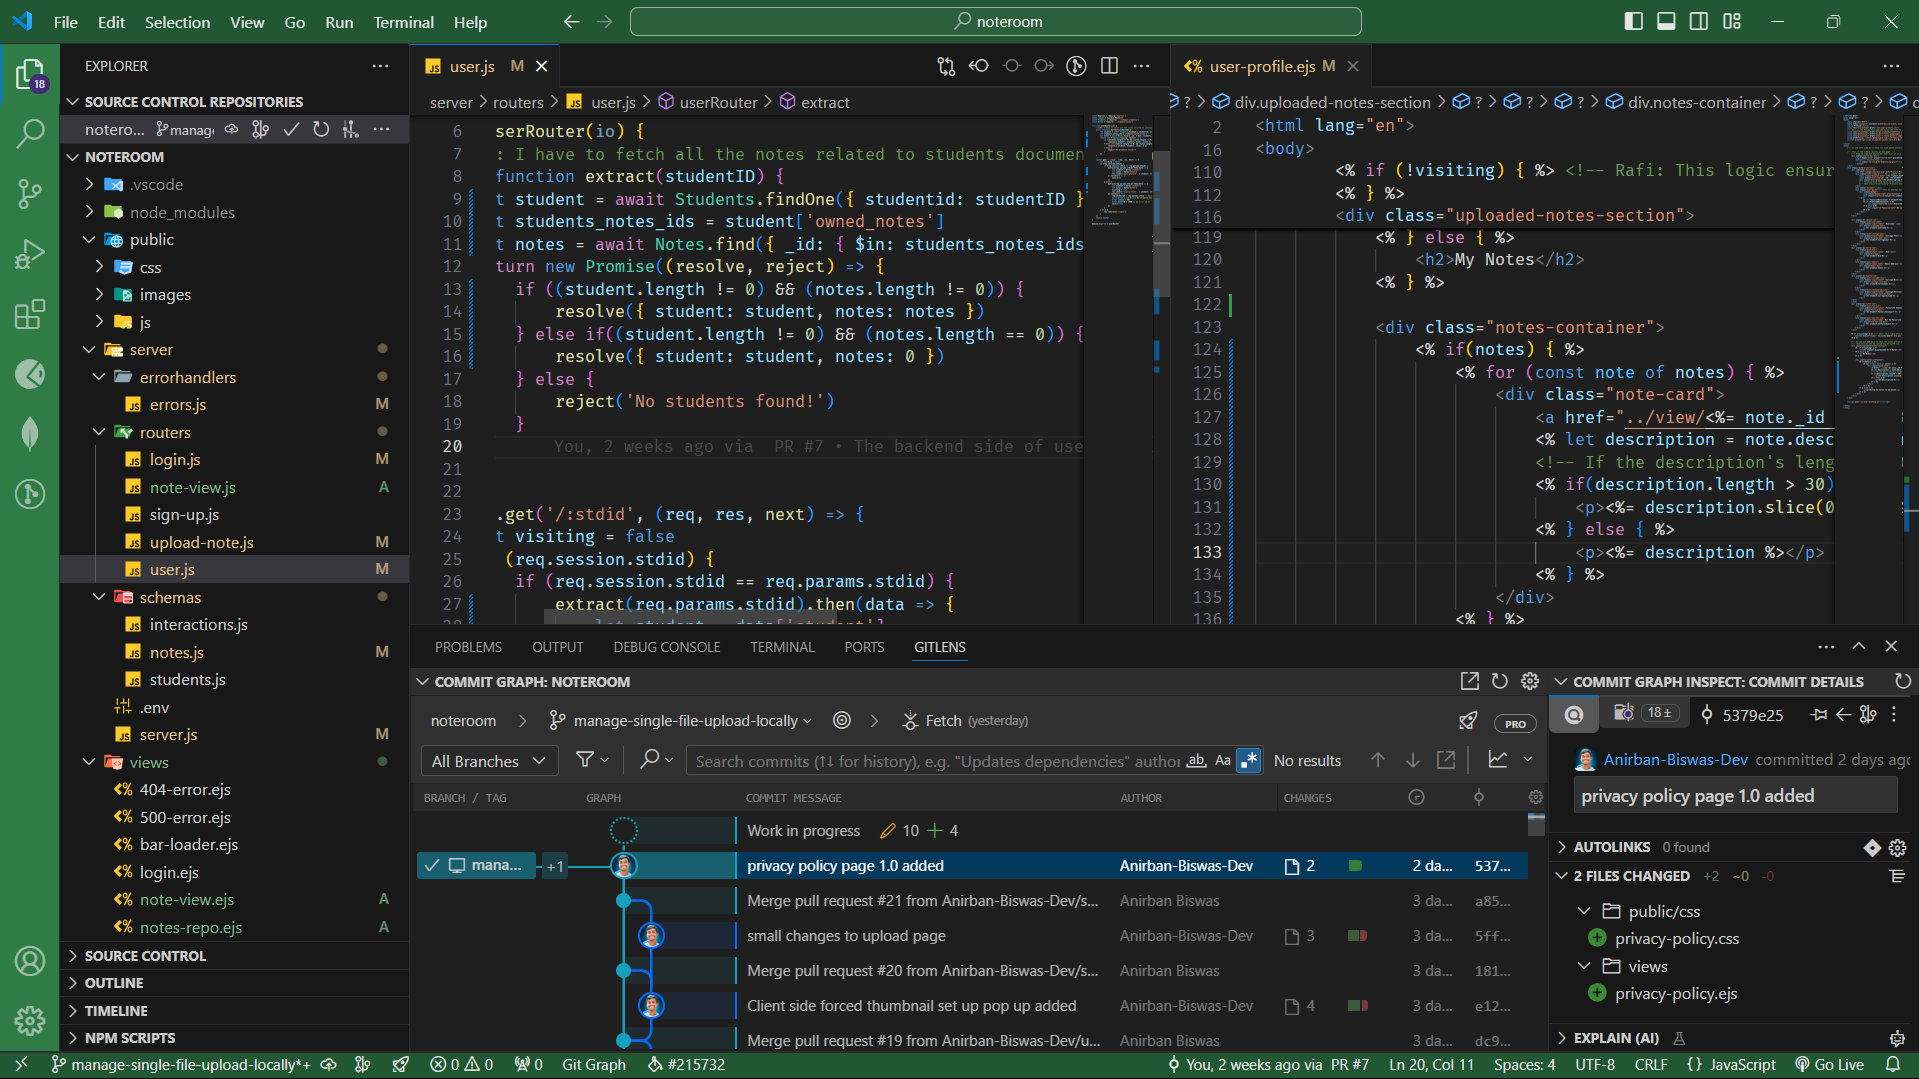 File Edit Selection View Go Run Terminal Help
noteroom
18
EXPLORER
SOURCE CONTROL REPOSITORIES
noteroo... manag
NOTEROOM
.vscode
node_modules
public
css
images
js
server
errorhandlers
errors.js M
routers
login.js M
note-view.js A
sign-up.js
upload-note.js M
user.js M
schemas
interactions.js
notes.js M
students.js
.env
server.js M
views
404-error.ejs
500-error.ejs
bar-loader.ejs
login.ejs
note-view.ejs A
notes-repo.ejs A
SOURCE CONTROL
OUTLINE
TIMELINE
NPM SCRIPTS
user.js M
server > routers > JS user.js > userRouter > extract
6 serRouter(io) {
7 : I have to fetch all the notes related to students documen
8 function extract(studentID) {
9 t student = await Students.findOne({ studentid: studentID }
10 t students_notes_ids = student['owned_notes']
11 t notes = await Notes.find({ _id: { $in: students_notes_ids
12 turn new Promise((resolve, reject) => {
13 if ((student.length != 0) && (notes.length != 0)) {
14 resolve({ student: student, notes: notes })
15 } else if((student.length != 0) && (notes.length == 0)) {
16 resolve({ student: student, notes: 0 })
17 } else {
18 reject('No students found!')
19 }
20 You, 2 weeks ago via PR #7 • The backend side of use
21
22
23 .get('/:stdid', (req, res, next) => {
24 t visiting = false
25 (req.session.stdid) {
26 if (req.session.stdid == req.params.stdid) {
27 extract(req.params.stdid).then(data => {
28 let student = data['student']
user-profile.ejs M
? > div.uploaded-notes-section > ? > ? > ? > div.notes-container > ? > ? >
2 <html lang="en">
16 <body>
110 <% if (!visiting) { %> <!-- Rafi: This logic ensur
112 <% } %>
116 <div class="uploaded-notes-section">
119 <% } else { %>
120 <h2>My Notes</h2>
121 <% } %>
122
123 <div class="notes-container">
124 <% if(notes) { %>
125 <% for (const note of notes) { %>
126 <div class="note-card">
127 <a href="../view/<%= note._id
128 <% let description = note.desc
129 <!-- If the description's leng
130 <% if(description.length > 30)
131 <p><%= description.slice(0
132 <% } else { %>
133 <p><%= description %></p>
134 <% } %>
135 </div>
136 <% } %>
PROBLEMS OUTPUT DEBUG CONSOLE TERMINAL PORTS GITLENS
COMMIT GRAPH: NOTEROOM
noteroom > manage-single-file-upload-locally > Fetch (yesterday) PRO
All Branches Search commits (↑↓ for history), e.g. "Updates dependencies" author ab Aa .* No results
BRANCH / TAG GRAPH COMMIT MESSAGE AUTHOR CHANGES
Work in progress 10 + 4
mana... +1 privacy policy page 1.0 added Anirban-Biswas-Dev 2 2 da... 537...
Merge pull request #21 from Anirban-Biswas-Dev/s... Anirban Biswas 3 da... a85...
small changes to upload page Anirban-Biswas-Dev 3 3 da... 5ff...
Merge pull request #20 from Anirban-Biswas-Dev/s... Anirban Biswas 3 da... 181...
Client side forced thumbnail set up pop up added Anirban-Biswas-Dev 4 3 da... e12...
Merge pull request #19 from Anirban-Biswas-Dev/u... Anirban Biswas 3 da... dc9...
COMMIT GRAPH INSPECT: COMMIT DETAILS
18 ± 5379e25
Anirban-Biswas-Dev committed 2 days ago
privacy policy page 1.0 added
AUTOLINKS 0 found
2 FILES CHANGED +2 ~0 -0
public/css
privacy-policy.css
views
privacy-policy.ejs
EXPLAIN (AI)
manage-single-file-upload-locally*+ 0 0 0 Git Graph #215732 You, 2 weeks ago via PR #7 Ln 20, Col 11 Spaces: 4 UTF-8 CRLF {} JavaScript Go Live